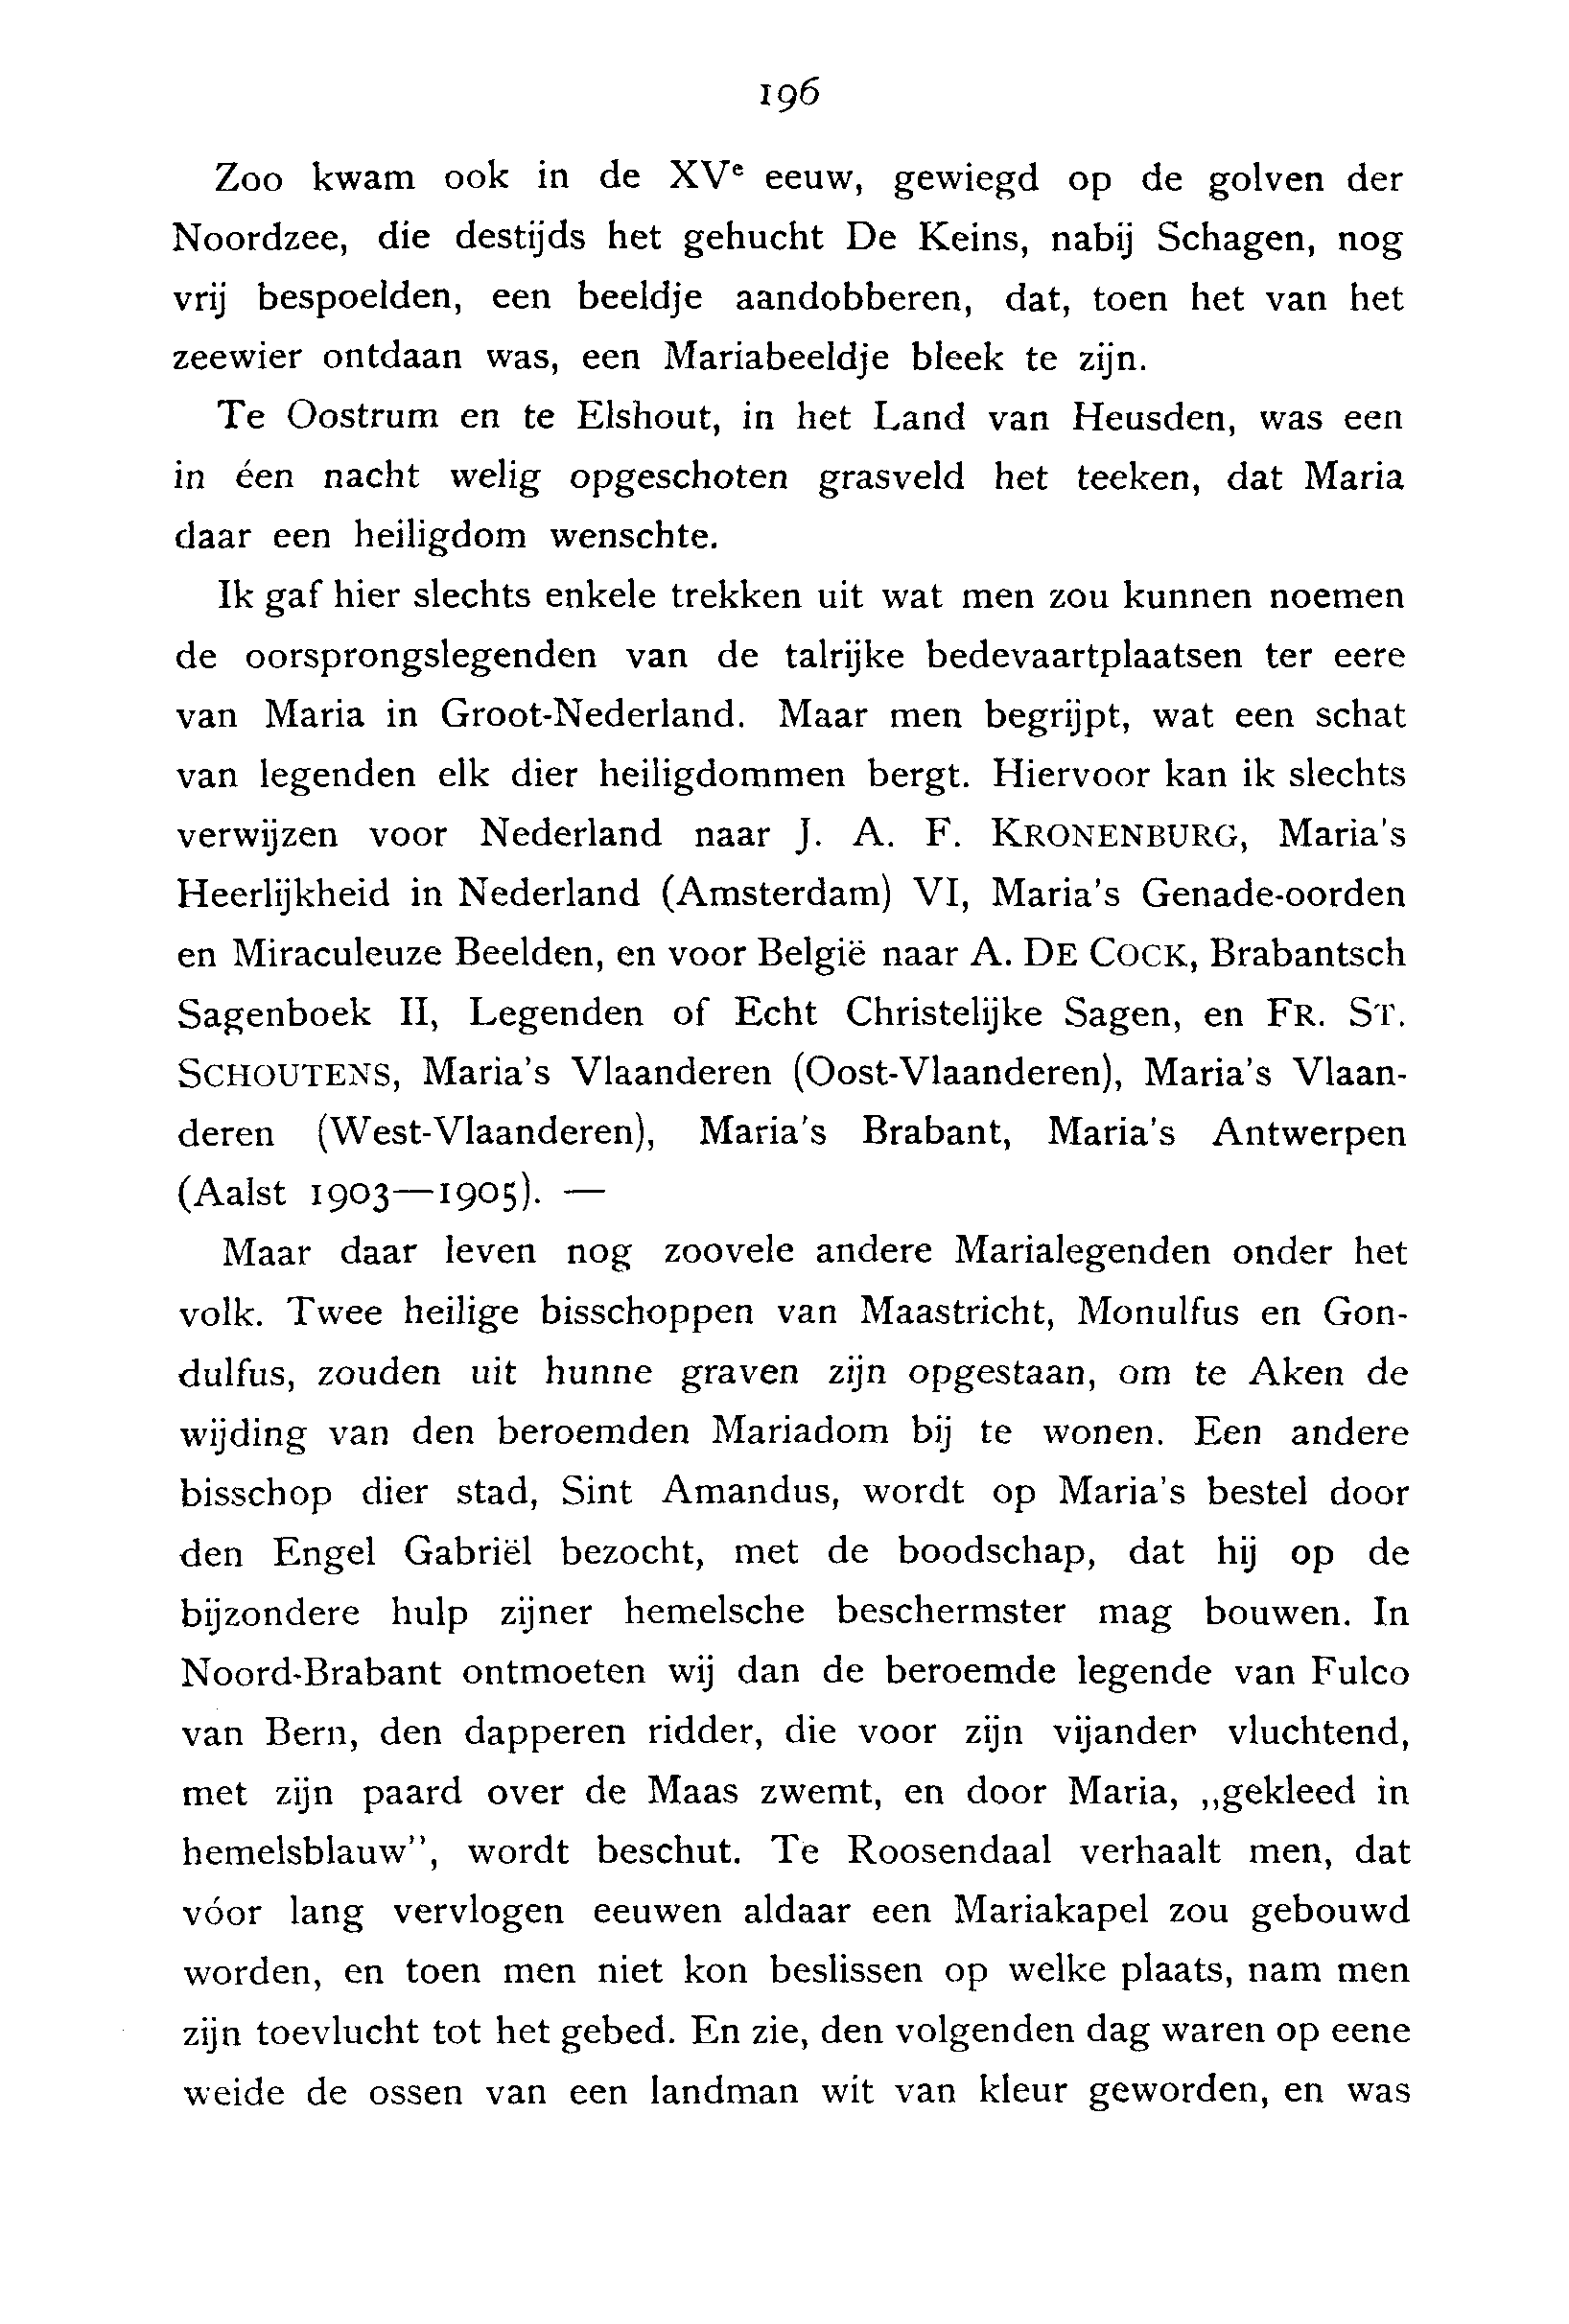 196
Zoo kwam ook in de XVᵉ eeuw, gewiegd op de golven der
Noordzee, die destijds het gehucht De Keins, nabij Schagen, nog
vrij bespoelden, een beeldje aandobberen, dat, toen het van het
zeewier ontdaan was, een Mariabeeldje bleek te zijn.
Te Oostrum en te Elshout, in het Land van Heusden, was een
in één nacht welig opgeschoten grasveld het teeken, dat Maria
daar een heiligdom wenschte.
Ik gaf hier slechts enkele trekken uit wat men zou kunnen noemen
de oorsprongslegenden van de talrijke bedevaartplaatsen ter eere
van Maria in Groot-Nederland. Maar men begrijpt, wat een schat
van legenden elk dier heiligdommen bergt. Hiervoor kan ik slechts
verwijzen voor Nederland naar J. A. F. KRONENBURG, Maria's
Heerlijkheid in Nederland (Amsterdam) VI, Maria's Genade-oorden
en Miraculeuze Beelden, en voor België naar A. DE COCK, Brabantsch
Sagenboek II, Legenden of Echt Christelijke Sagen, en FR. ST.
SCHOUTENS, Maria's Vlaanderen (Oost-Vlaanderen), Maria's Vlaan-
deren (West-Vlaanderen), Maria's Brabant, Maria's Antwerpen
(Aalst 1903—1905). —
Maar daar leven nog zoovele andere Marialegenden onder het
volk. Twee heilige bisschoppen van Maastricht, Monulfus en Gon-
dulfus, zouden uit hunne graven zijn opgestaan, om te Aken de
wijding van den beroemden Mariadom bij te wonen. Een andere
bisschop dier stad, Sint Amandus, wordt op Maria's bestel door
den Engel Gabriël bezocht, met de boodschap, dat hij op de
bijzondere hulp zijner hemelsche beschermster mag bouwen. In
Noord-Brabant ontmoeten wij dan de beroemde legende van Fulco
van Bern, den dapperen ridder, die voor zijn vijanden vluchtend,
met zijn paard over de Maas zwemt, en door Maria, „gekleed in
hemelsblauw”, wordt beschut. Te Roosendaal verhaalt men, dat
vóor lang vervlogen eeuwen aldaar een Mariakapel zou gebouwd
worden, en toen men niet kon beslissen op welke plaats, nam men
zijn toevlucht tot het gebed. En zie, den volgenden dag waren op eene
weide de ossen van een landman wit van kleur geworden, en was